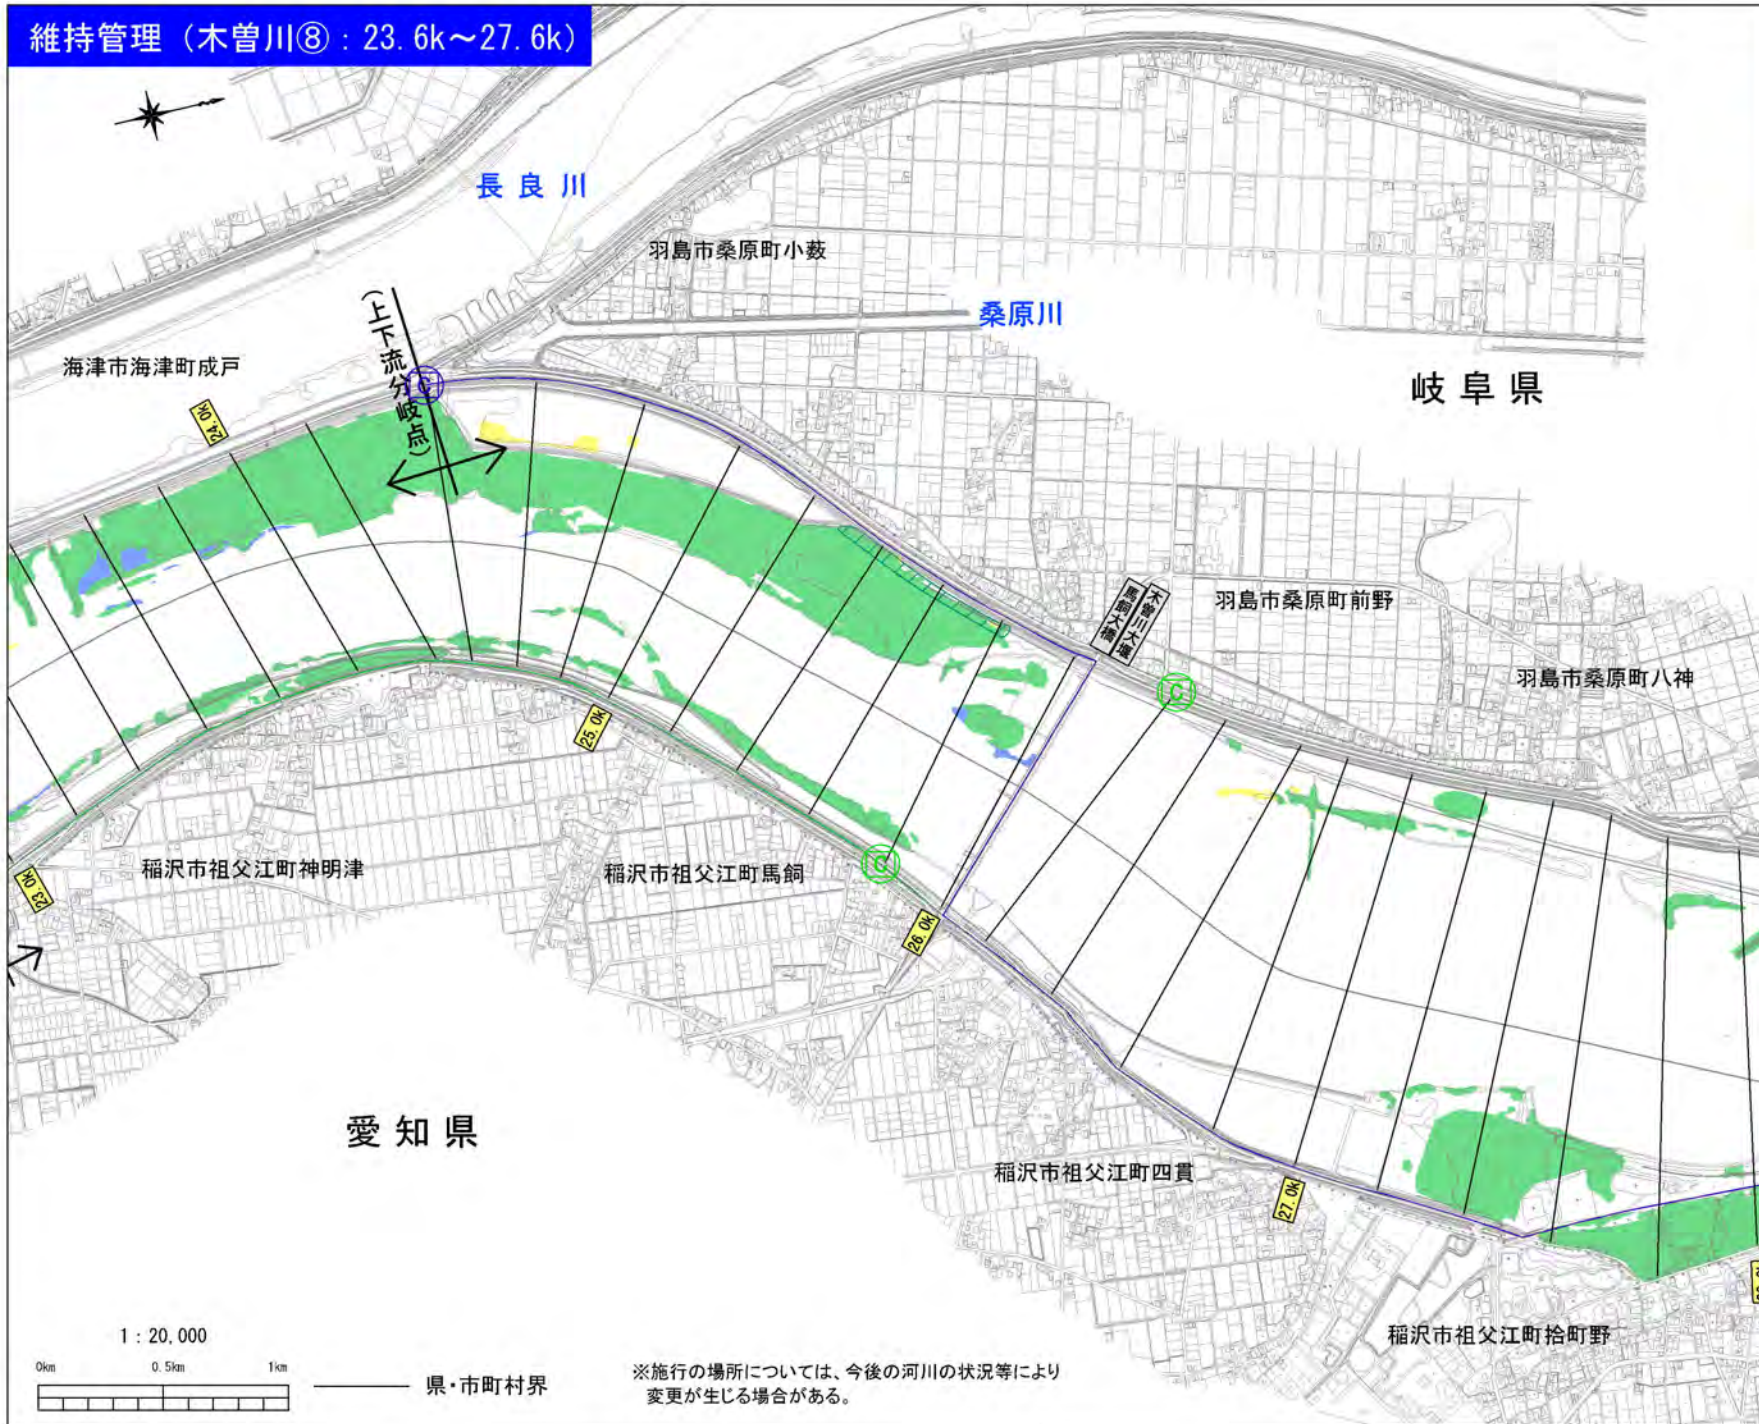 維持管理（木曽川⑧：23.6k～27.6k）
長良川
羽島市桑原町小薮
桑原川
（上下流分岐点）
海津市海津町成戸
岐阜県
24.0k
C
木曽川大堰
馬飼大橋
羽島市桑原町前野
羽島市桑原町八神
C
25.0k
稲沢市祖父江町神明津
稲沢市祖父江町馬飼
C
23.0k
26.0k
愛知県
稲沢市祖父江町四貫
27.0k
稲沢市祖父江町拾町野
1：20,000
0km 0.5km 1km
県・市町村界
※施行の場所については、今後の河川の状況等により
変更が生じる場合がある。